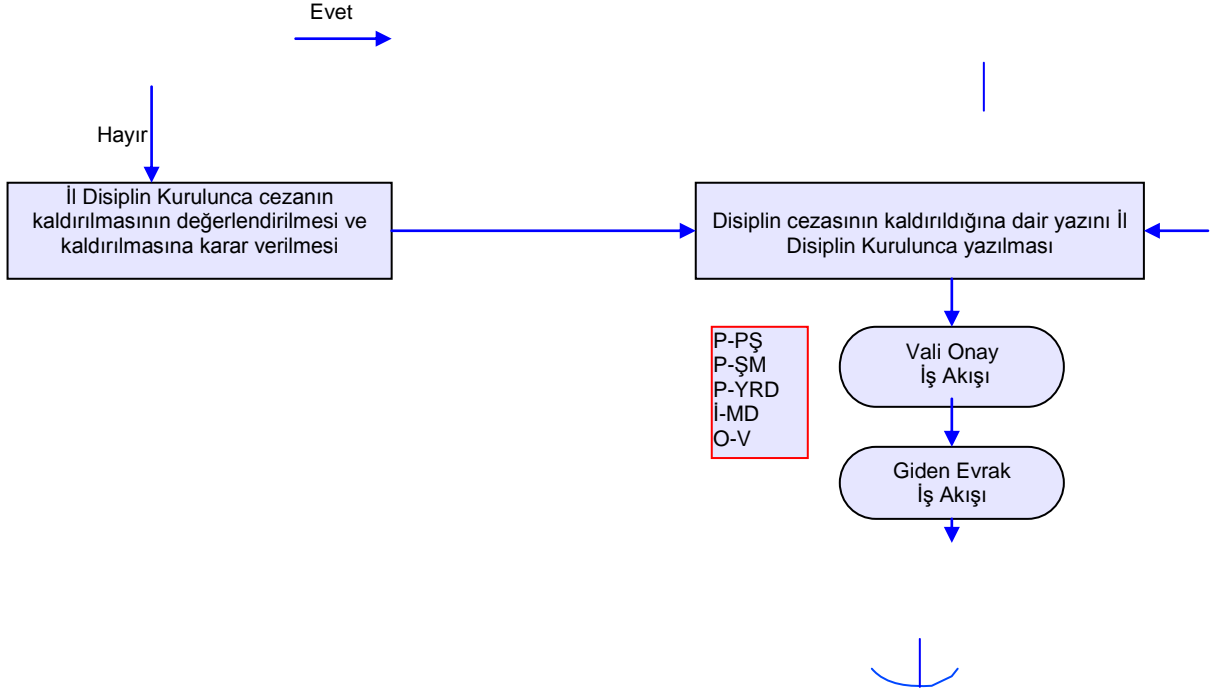 Evet
Hayır
İl Disiplin Kurulunca cezanın
kaldırılmasının değerlendirilmesi ve
kaldırılmasına karar verilmesi
Disiplin cezasının kaldırıldığına dair yazını İl
Disiplin Kurulunca yazılması
P-PŞ
P-ŞM
P-YRD
İ-MD
O-V
Vali Onay
İş Akışı
Giden Evrak
İş Akışı